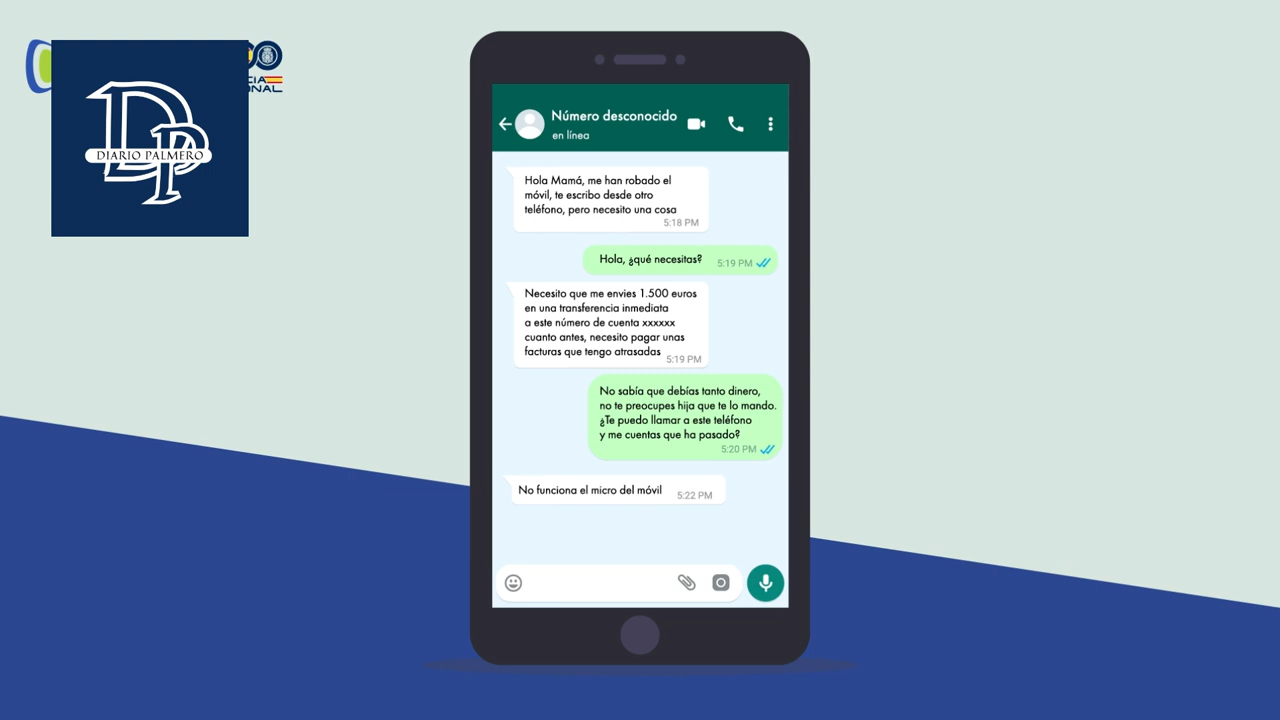 DP
DIARIO PALMERO
Número desconocido
en línea
Hola Mamá, me han robado el
móvil, te escribo desde otro
teléfono, pero necesito una cosa
5:18 PM
Hola, ¿qué necesitas?
5:19 PM
Necesito que me envies 1.500 euros
en una transferencia inmediata
a este número de cuenta xxxxxx
cuanto antes, necesito pagar unas
facturas que tengo atrasadas
5:19 PM
No sabía que debías tanto dinero,
no te preocupes hija que te lo mando.
¿Te puedo llamar a este teléfono
y me cuentas que ha pasado?
5:20 PM
No funciona el micro del móvil
5:22 PM